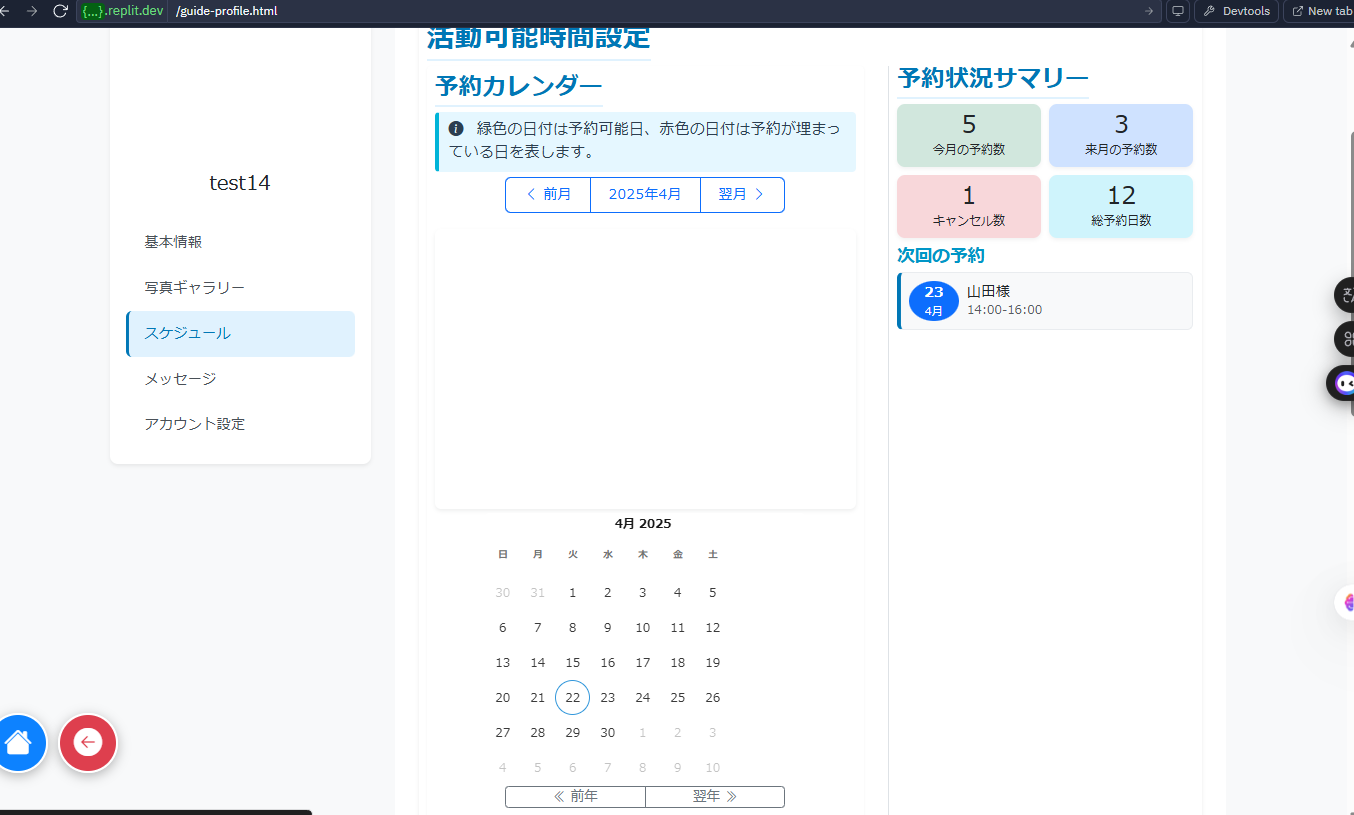 {...}.replit.dev /guide-profile.html
Devtools
New tab
活動可能時間設定
test14
基本情報
写真ギャラリー
スケジュール
メッセージ
アカウント設定
予約カレンダー
緑色の日付は予約可能日、赤色の日付は予約が埋まっ
ている日を表します。
前月 2025年4月 翌月
4月 2025
日 月 火 水 木 金 土
30 31 1 2 3 4 5
6 7 8 9 10 11 12
13 14 15 16 17 18 19
20 21 22 23 24 25 26
27 28 29 30 1 2 3
4 5 6 7 8 9 10
前年 翌年
予約状況サマリー
5
今月の予約数
3
来月の予約数
1
キャンセル数
12
総予約日数
次回の予約
23
4月
山田様
14:00-16:00